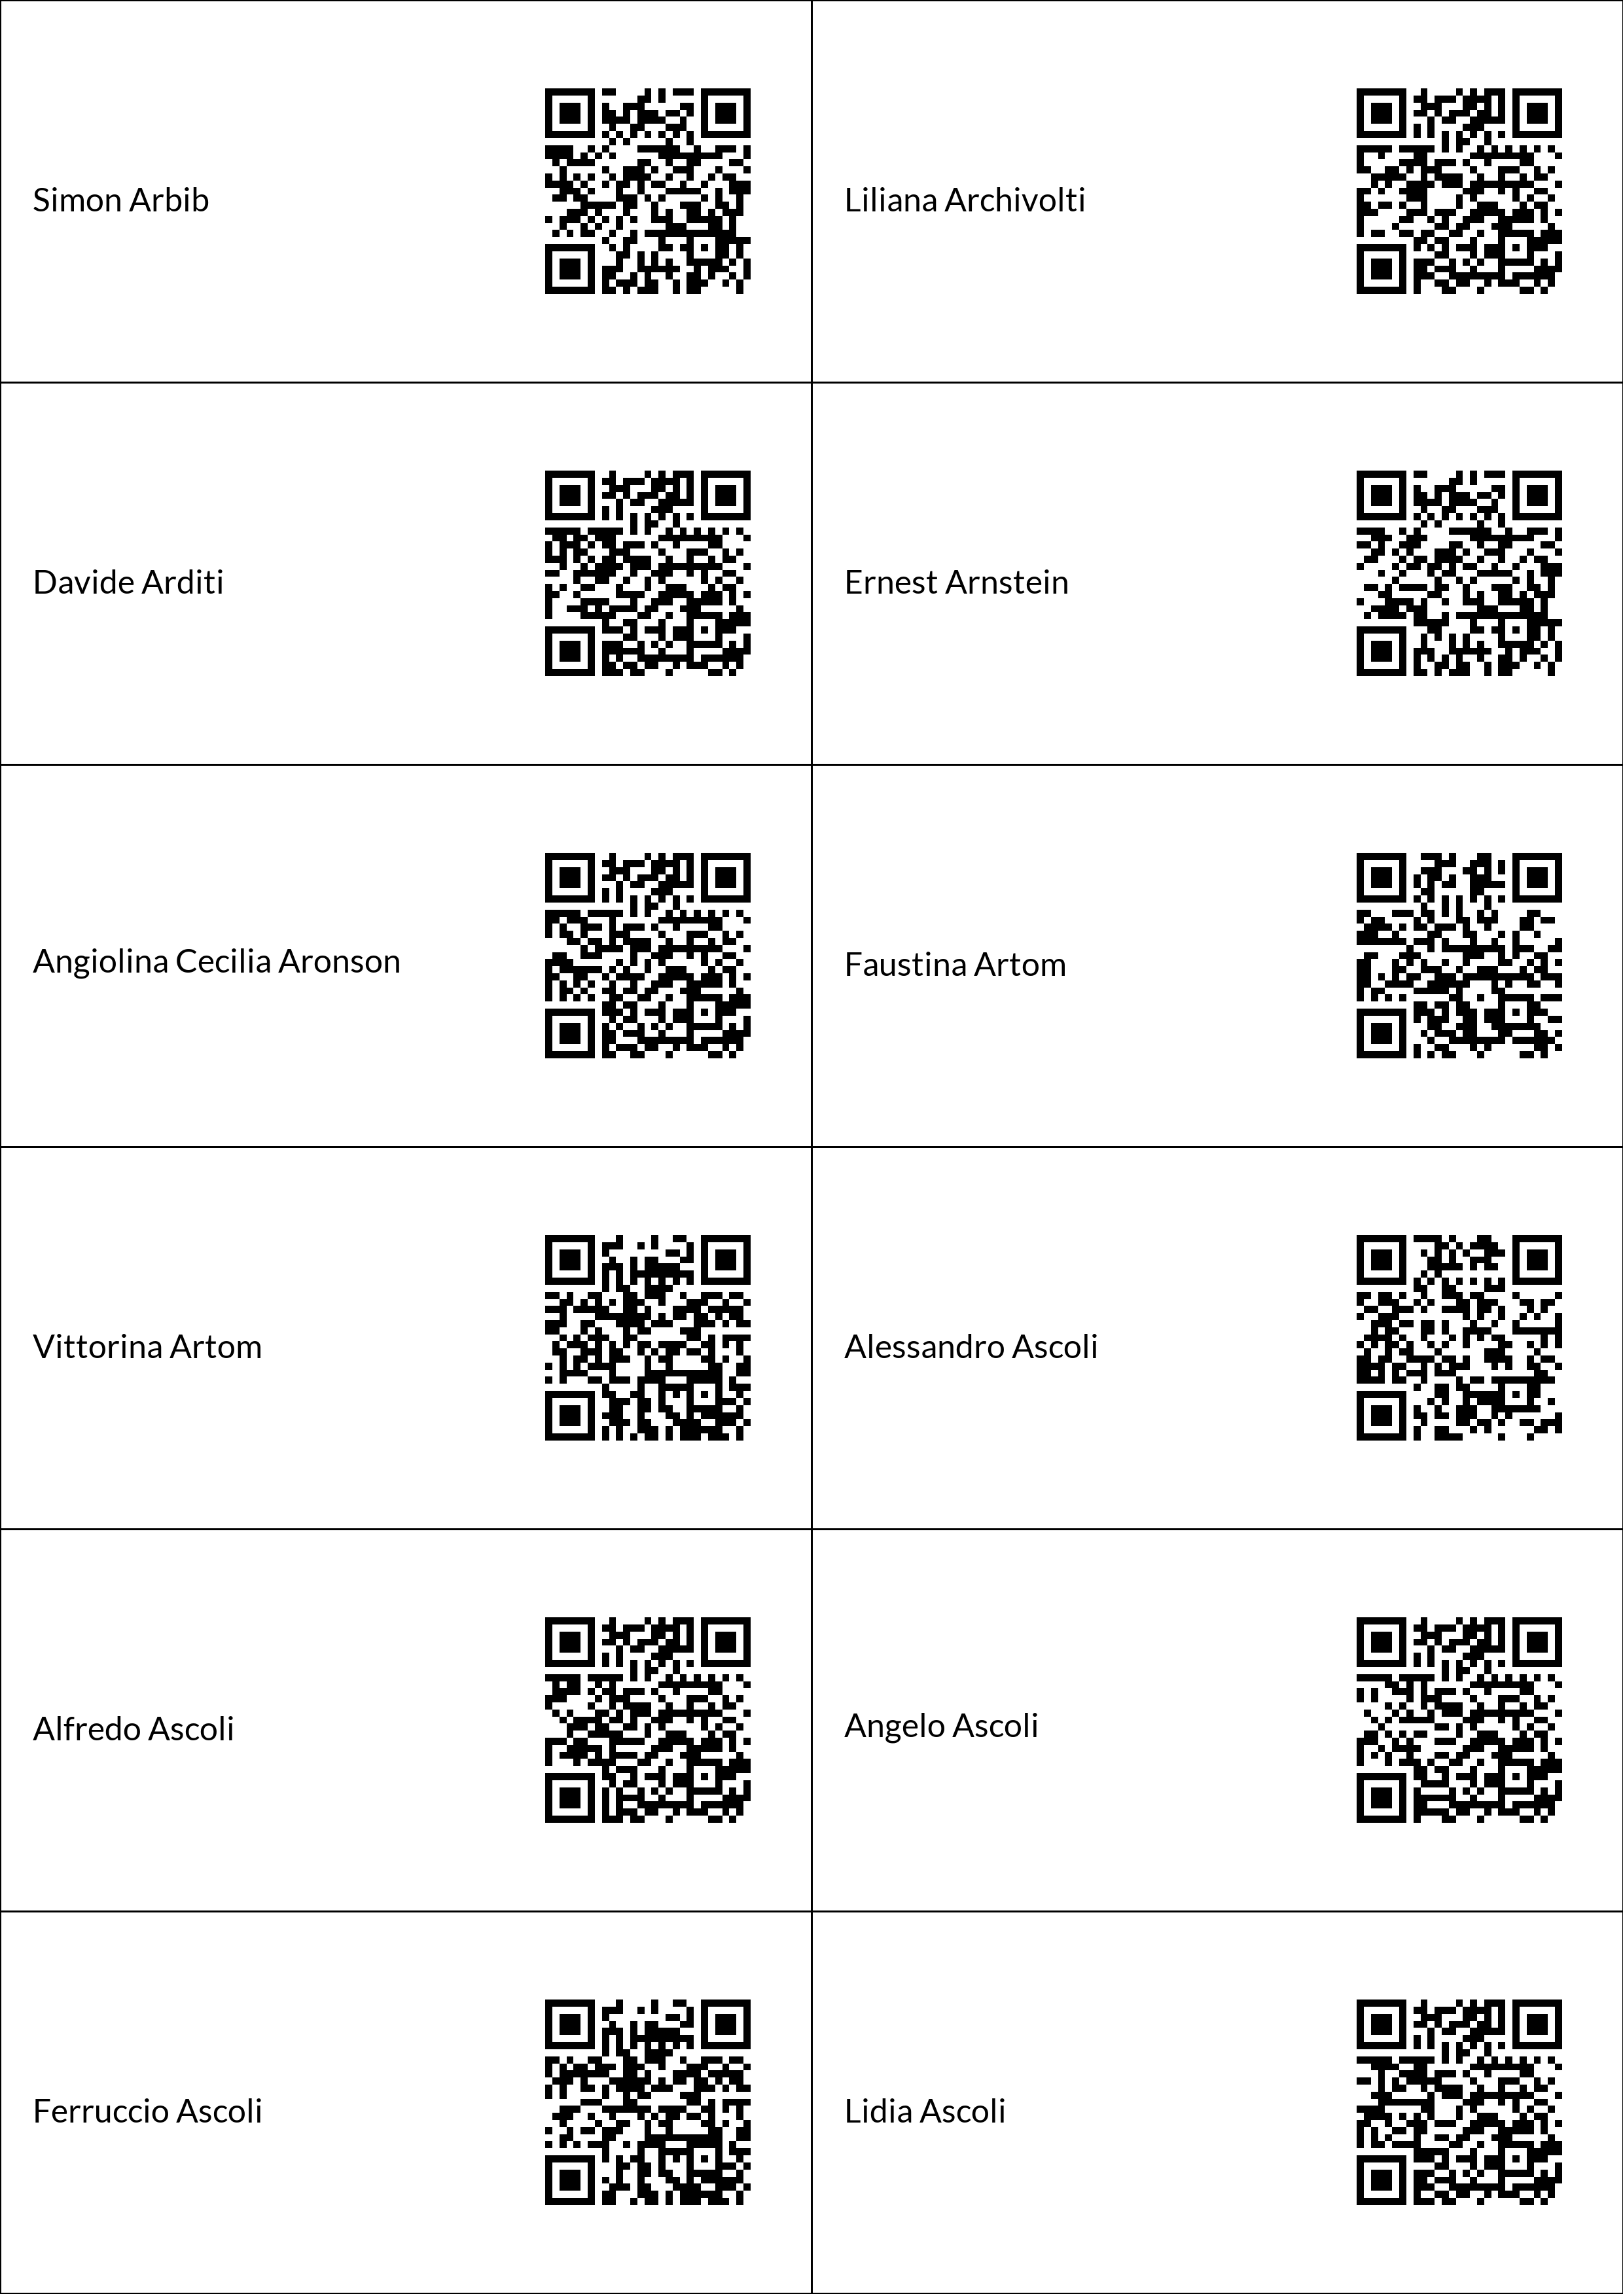 Simon Arbib
Liliana Archivolti
Davide Arditi
Ernest Arnstein
Angiolina Cecilia Aronson
Faustina Artom
Vittorina Artom
Alessandro Ascoli
Alfredo Ascoli
Angelo Ascoli
Ferruccio Ascoli
Lidia Ascoli